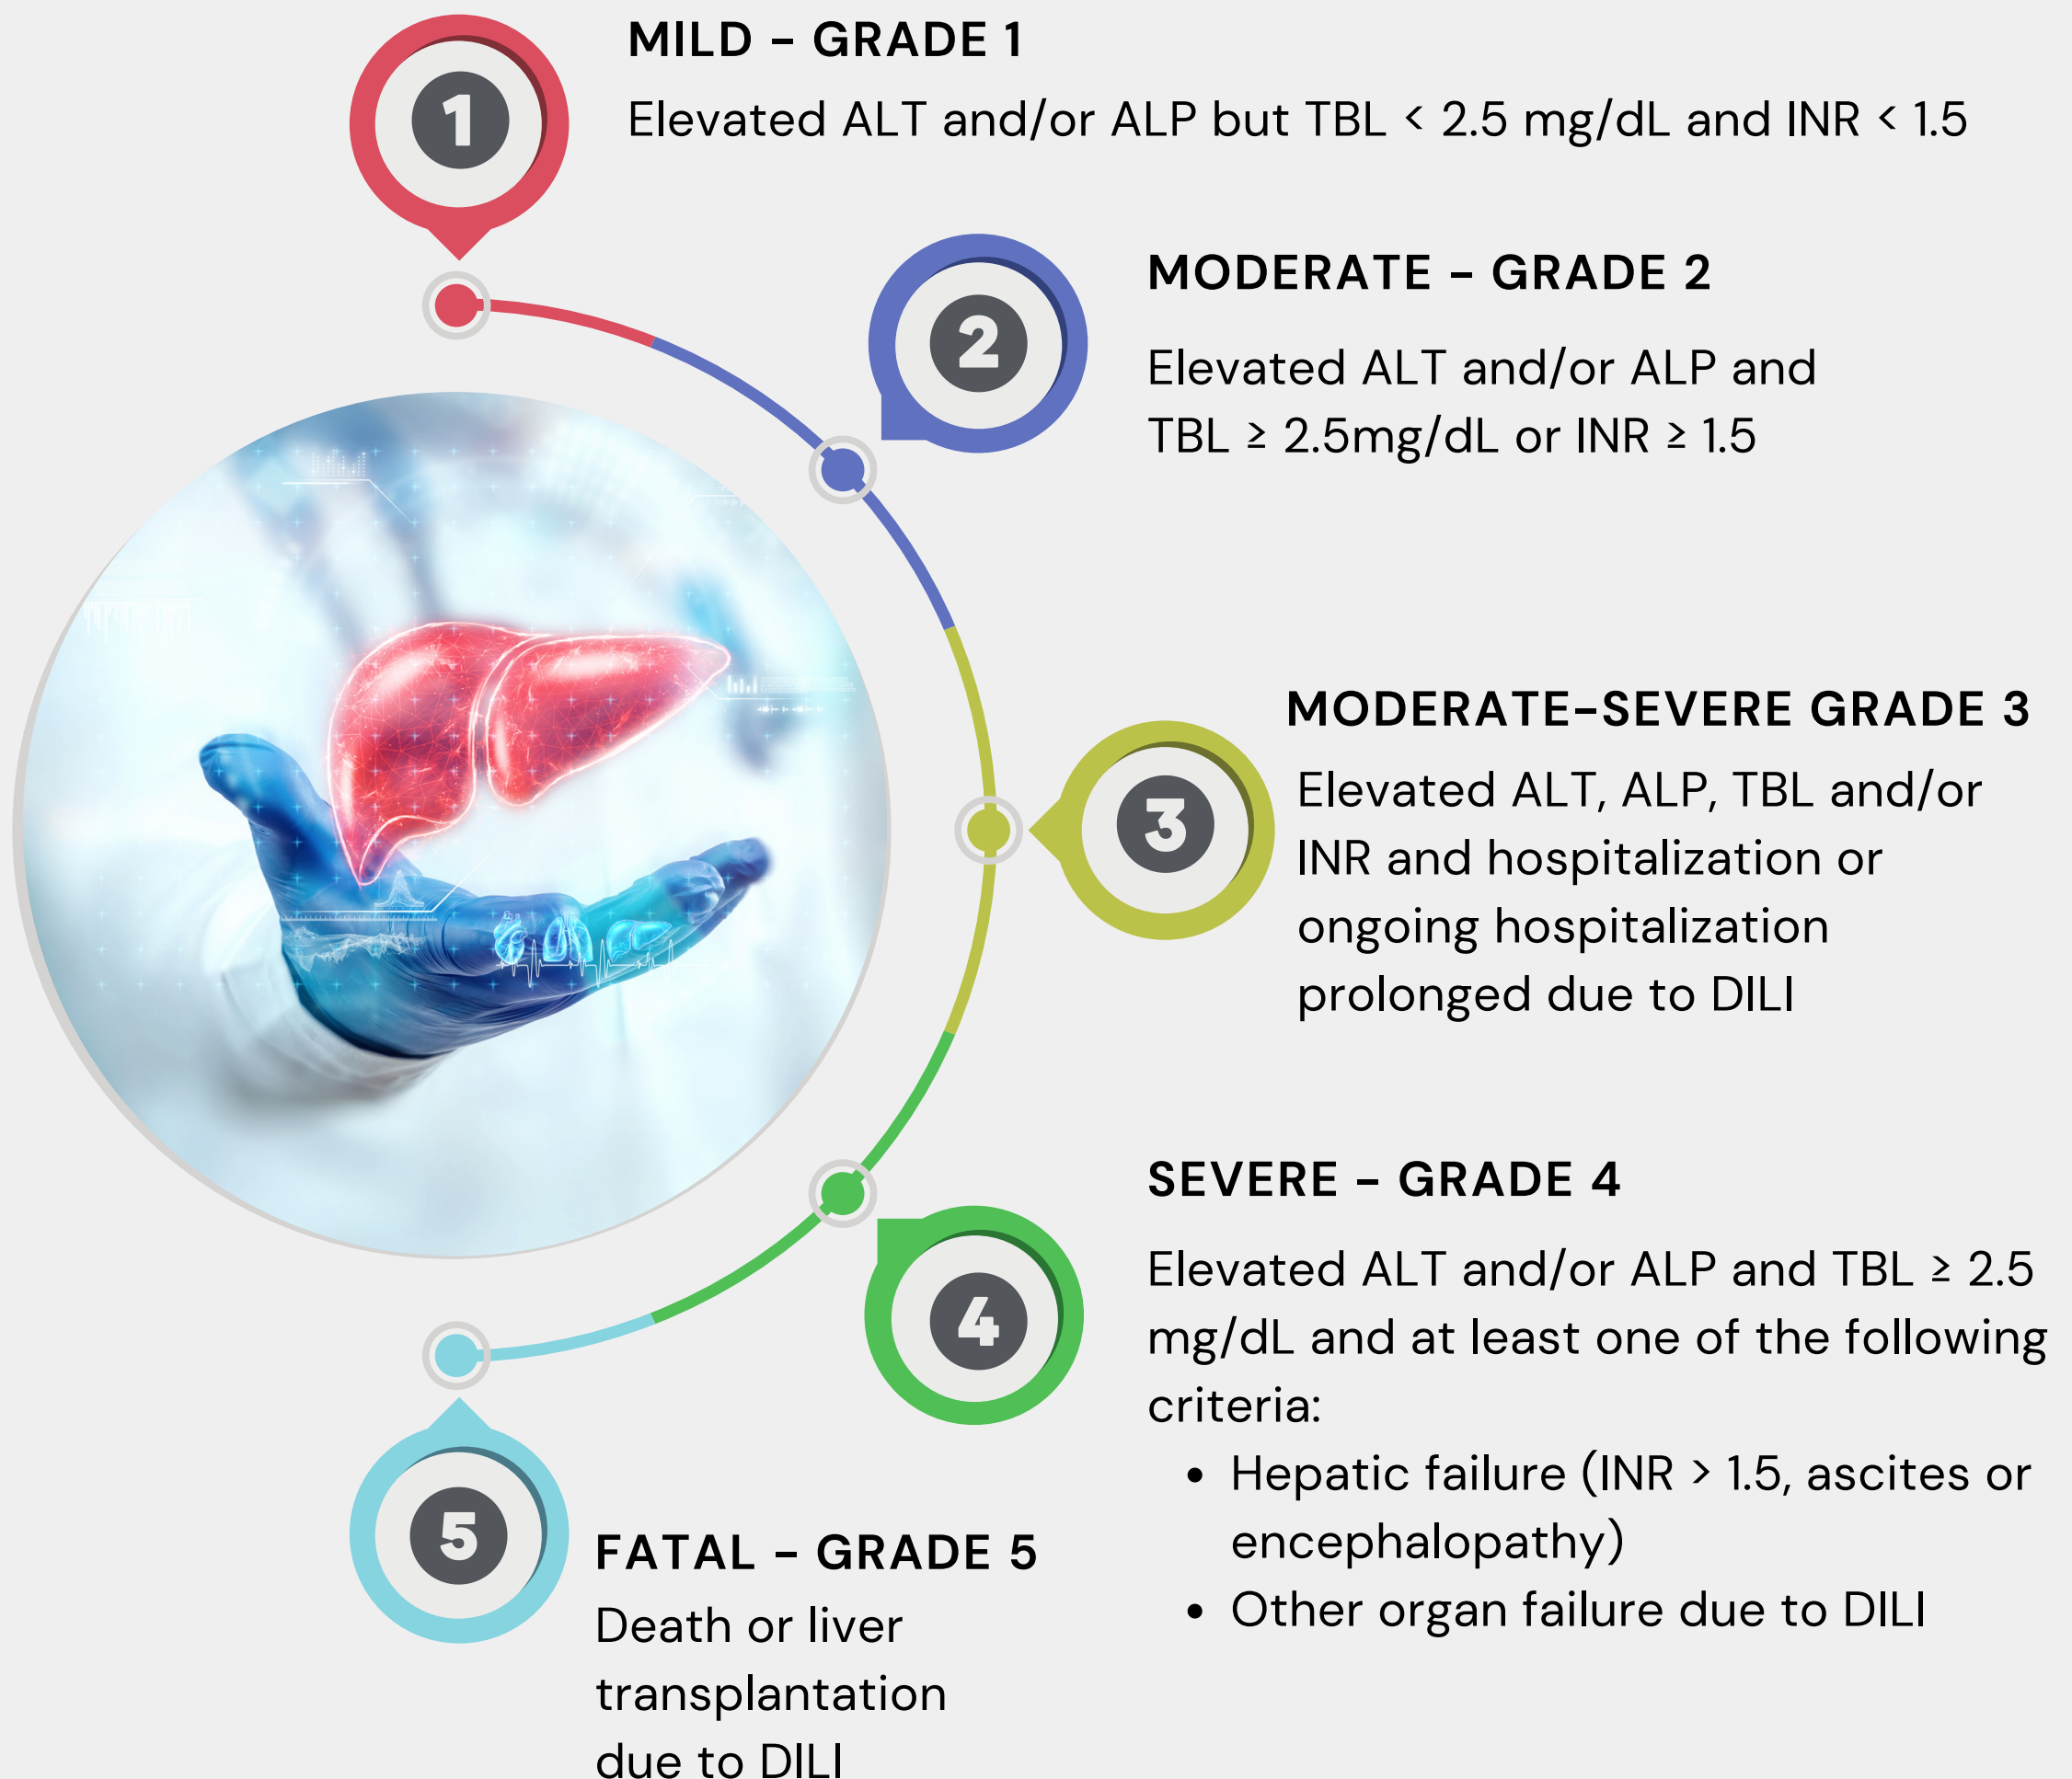 1
MILD – GRADE 1
Elevated ALT and/or ALP but TBL < 2.5 mg/dL and INR < 1.5
2
MODERATE – GRADE 2
Elevated ALT and/or ALP and
TBL ≥ 2.5mg/dL or INR ≥ 1.5
3
MODERATE-SEVERE GRADE 3
Elevated ALT, ALP, TBL and/or
INR and hospitalization or
ongoing hospitalization
prolonged due to DILI
4
SEVERE – GRADE 4
Elevated ALT and/or ALP and TBL ≥ 2.5
mg/dL and at least one of the following
criteria:
• Hepatic failure (INR > 1.5, ascites or
encephalopathy)
• Other organ failure due to DILI
5
FATAL – GRADE 5
Death or liver
transplantation
due to DILI